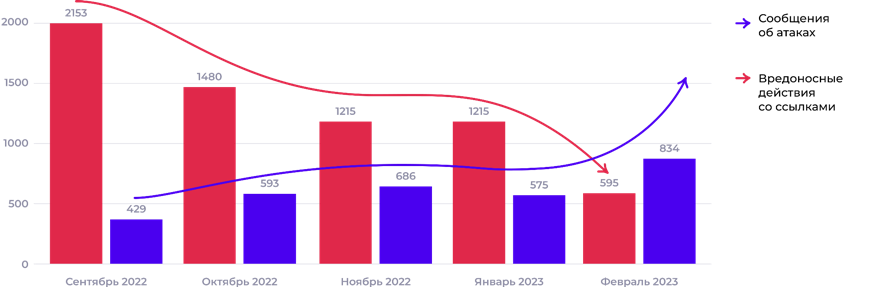 2153
2000
1480
1500
1215
1215
1000
834
686
593
575
595
500
429
0
Сентябрь 2022
Октябрь 2022
Ноябрь 2022
Январь 2023
Февраль 2023
Сообщения
об атаках
Вредоносные
действия
со ссылками